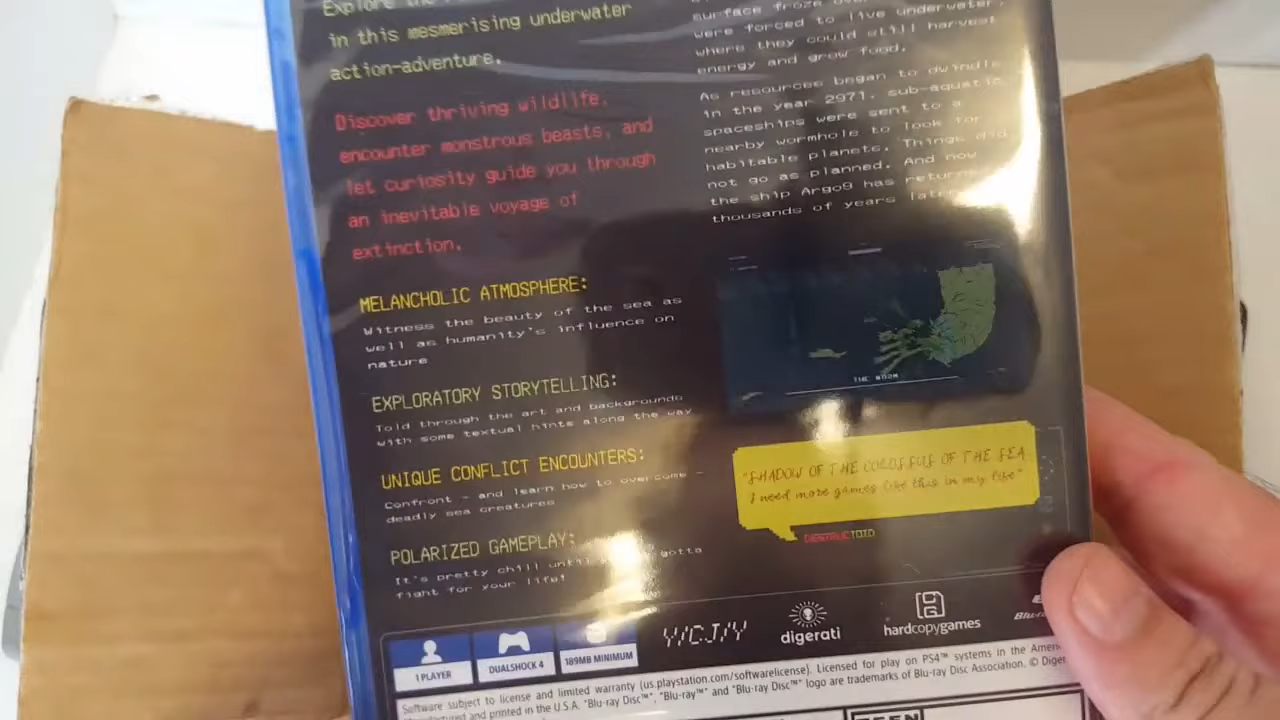 Explore the
in this mesmerising underwater
action-adventure.
Discover thriving wildlife,
encounter monstrous beasts, and
let curiosity guide you through
an inevitable voyage of
extinction.
MELANCHOLIC ATMOSPHERE:
Witness the beauty of the sea as
well as humanity's influence on
nature
EXPLORATORY STORYTELLING:
Told through the art and backgrounds
with some textual hints along the way
UNIQUE CONFLICT ENCOUNTERS:
Confront - and learn how to overcome -
deadly sea creatures
POLARIZED GAMEPLAY:
It's pretty chill until gotta
fight for your life!
surface froze
were forced to live underwater,
where they could still harvest
energy and grow food.
As resources began to dwindle
in the year 2971, sub-aquatic
spaceships were sent to a
nearby wormhole to look for
habitable planets. Things did
not go as planned. And now
the ship Argo9 has
thousands of years
THE WORM
"SHADOW OF THE COLOSSUS OF THE SEA
I need more games like this in my life"
DESTRUCTOID
1 PLAYER
DUALSHOCK 4
189MB MINIMUM
Y/CJ/Y
digerati
hardcopygames
Software subject to license and limited warranty (us.playstation.com/softwarelicense). Licensed for play on PS4™ systems in the
Manufactured and printed in the U.S.A. "Blu-ray Disc™", "Blu-ray™" and "Blu-ray Disc™" logo are trademarks of Blu-ray Disc Association. ©
TEEN